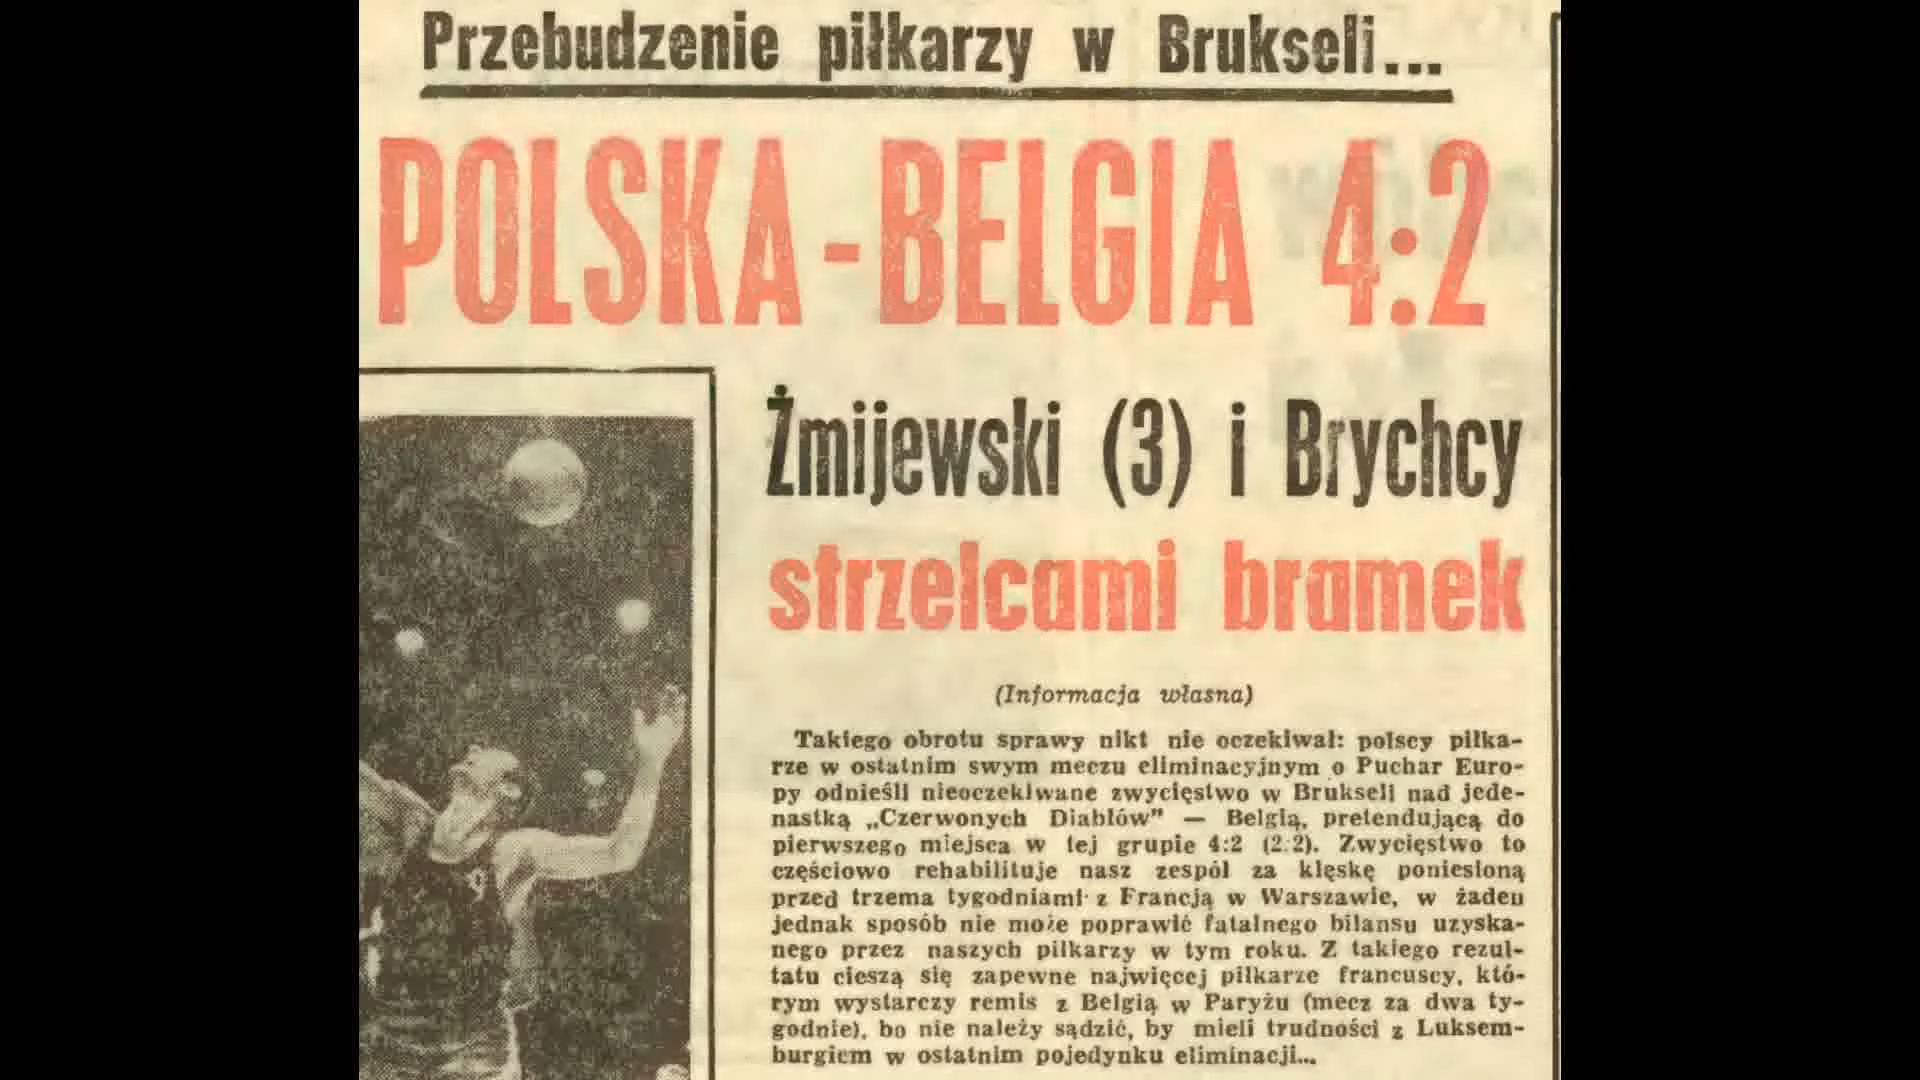 Przebudzenie piłkarzy w Brukseli...
POLSKA - BELGIA 4:2
Żmijewski (3) i Brychcy
strzelcami bramek
(Informacja własna)
Takiego obrotu sprawy nikt nie oczekiwał: polscy piłka-
rze w ostatnim swym meczu eliminacyjnym o Puchar Euro-
py odnieśli nieoczekiwane zwycięstwo w Brukseli nad jede-
nastką „Czerwonych Diabłów" — Belgią, pretendującą do
pierwszego miejsca w tej grupie 4:2 (2:2). Zwycięstwo to
częściowo rehabilituje nasz zespół za klęskę poniesioną
przed trzema tygodniami z Francją w Warszawie, w żaden
jednak sposób nie może poprawić fatalnego bilansu uzyska-
nego przez naszych piłkarzy w tym roku. Z takiego rezul-
tatu cieszą się zapewne najwięcej piłkarze francuscy, któ-
rym wystarczy remis z Belgią w Paryżu (mecz za dwa ty-
godnie), bo nie należy sądzić, by mieli trudności z Luksem-
burgiem w ostatnim pojedynku eliminacji...
9